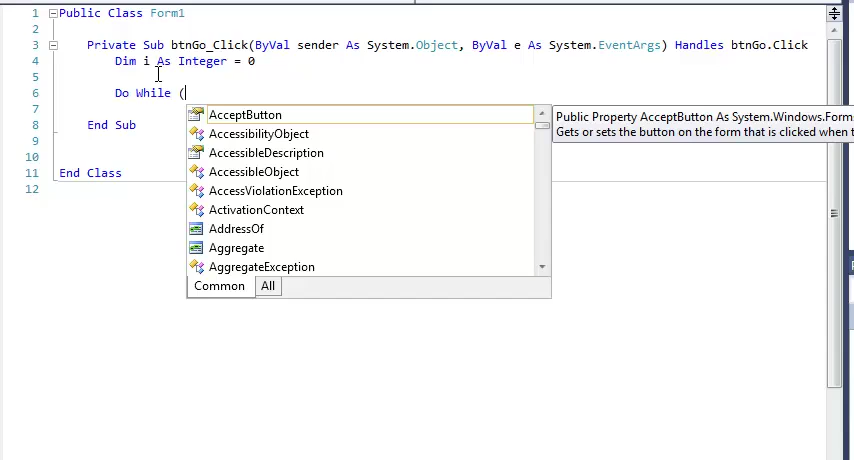 1 Public Class Form1
2
3 Private Sub btnGo_Click(ByVal sender As System.Object, ByVal e As System.EventArgs) Handles btnGo.Click
4 Dim i As Integer = 0
5
6 Do While (
7
8 End Sub
9
10
11 End Class
12
AcceptButton
AccessibilityObject
AccessibleDescription
AccessibleObject
AccessViolationException
ActivationContext
AddressOf
Aggregate
AggregateException
Common All
Public Property AcceptButton As System.Windows.Form
Gets or sets the button on the form that is clicked when